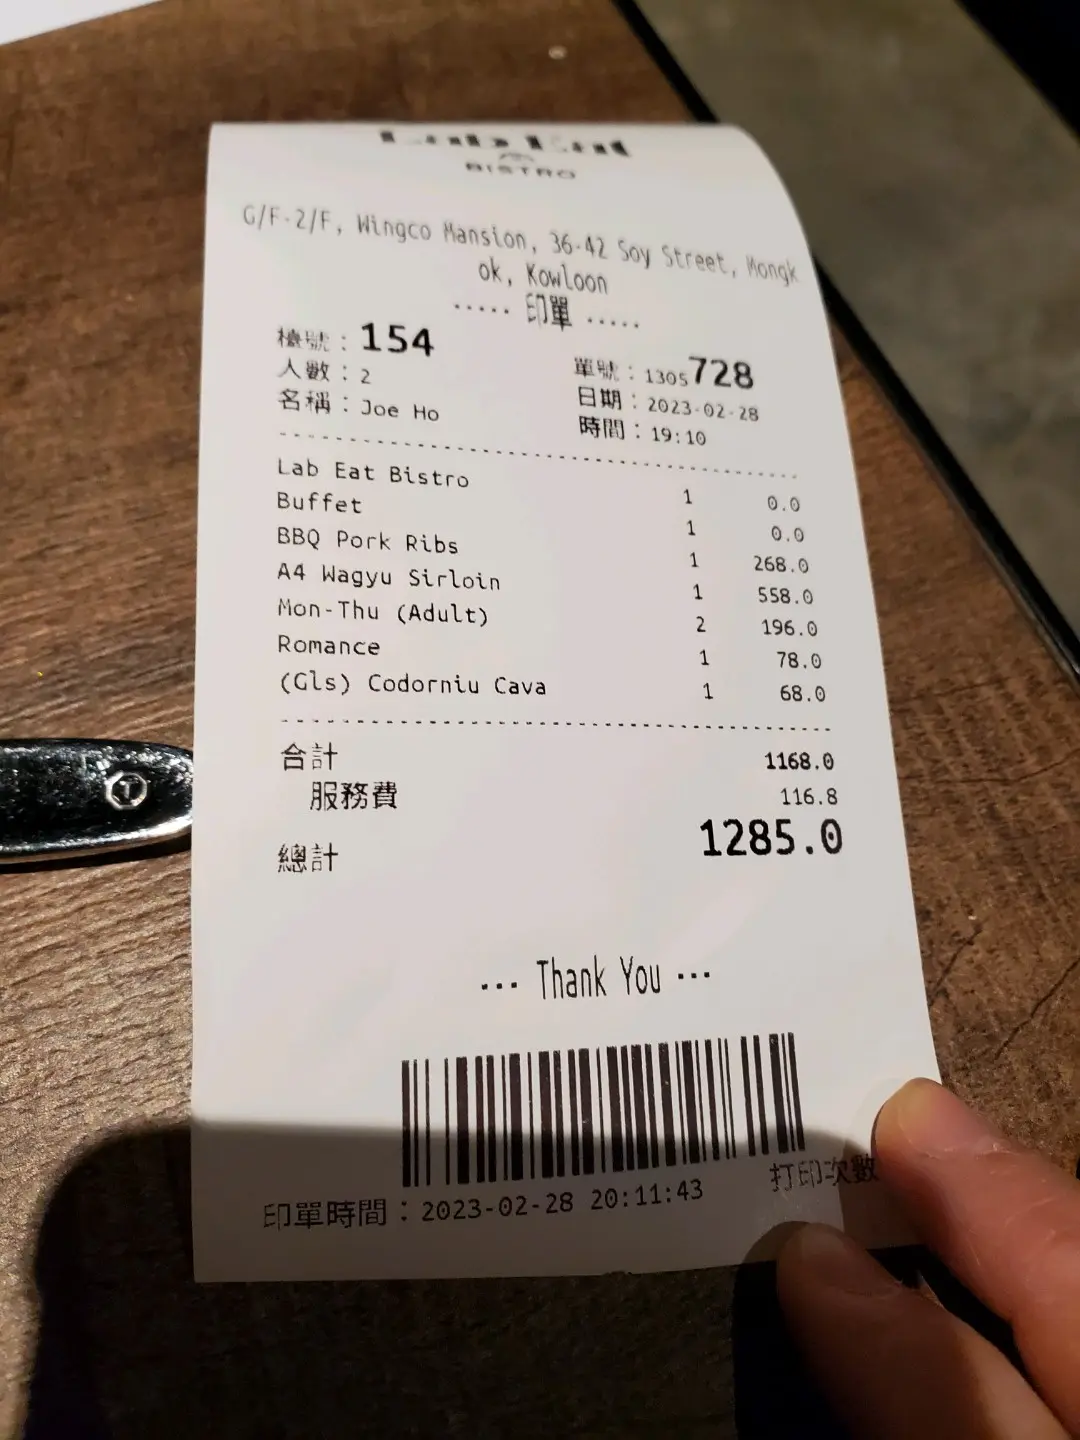 Lab Eat
BISTRO
G/F-2/F, Wingco Mansion, 36-42 Soy Street, Mongk
ok, Kowloon
..... 印單 .....
檯號：154
人數：2
名稱：Joe Ho
單號：1305728
日期：2023-02-28
時間：19:10
Lab Eat Bistro 1 0.0
Buffet 1 0.0
BBQ Pork Ribs 1 268.0
A4 Wagyu Sirloin 1 558.0
Mon-Thu (Adult) 2 196.0
Romance 1 78.0
(Gls) Codorniu Cava 1 68.0
合計 1168.0
服務費 116.8
總計 1285.0
--- Thank You ---
打印次數
印單時間：2023-02-28 20:11:43